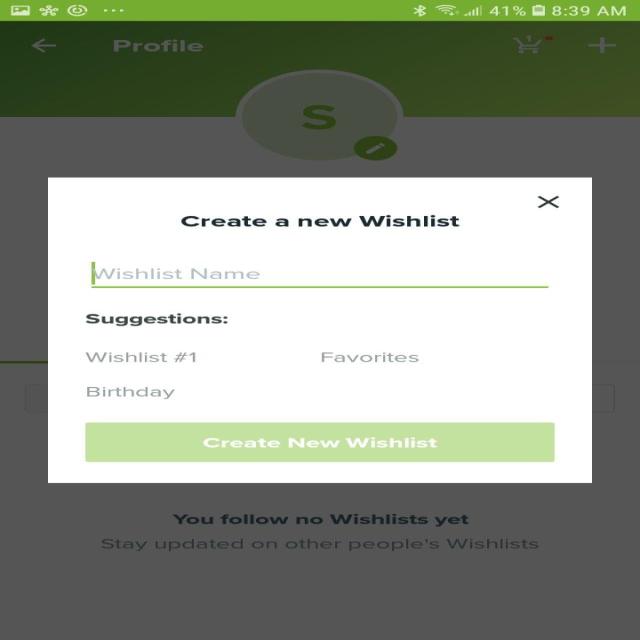 41% 8:39 AM
Profile
1
S
Create a new Wishlist
Wishlist Name
Suggestions:
Wishlist #1 Favorites
Birthday
Create New Wishlist
You follow no Wishlists yet
Stay updated on other people's Wishlists